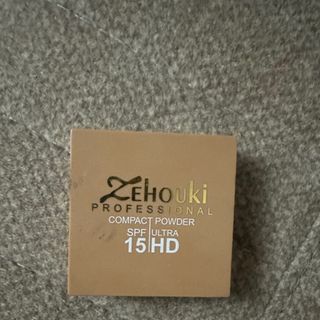 Zehouki
PROFESSIONAL
COMPACT POWDER
SPF ULTRA
15 HD